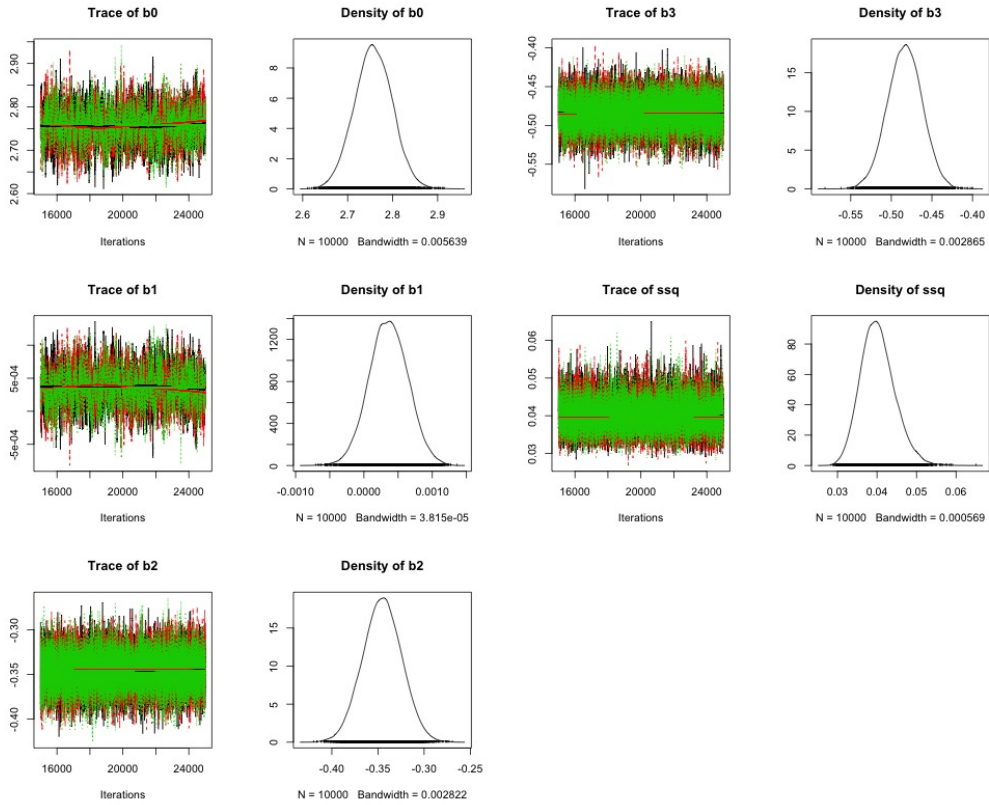 Trace of b0
2.60 2.70 2.80 2.90
16000 20000 24000
Iterations
Density of b0
0 2 4 6 8
2.6 2.7 2.8 2.9
N = 10000 Bandwidth = 0.005639
Trace of b3
-0.55 -0.50 -0.45 -0.40
16000 20000 24000
Iterations
Density of b3
0 5 10 15
-0.55 -0.50 -0.45 -0.40
N = 10000 Bandwidth = 0.002865
Trace of b1
-5e-04 5e-04
16000 20000 24000
Iterations
Density of b1
0 400 800 1200
-0.0010 0.0000 0.0010
N = 10000 Bandwidth = 3.815e-05
Trace of ssq
0.03 0.04 0.05 0.06
16000 20000 24000
Iterations
Density of ssq
0 20 40 60 80
0.03 0.04 0.05 0.06
N = 10000 Bandwidth = 0.000569
Trace of b2
-0.40 -0.35 -0.30
16000 20000 24000
Iterations
Density of b2
0 5 10 15
-0.40 -0.35 -0.30 -0.25
N = 10000 Bandwidth = 0.002822